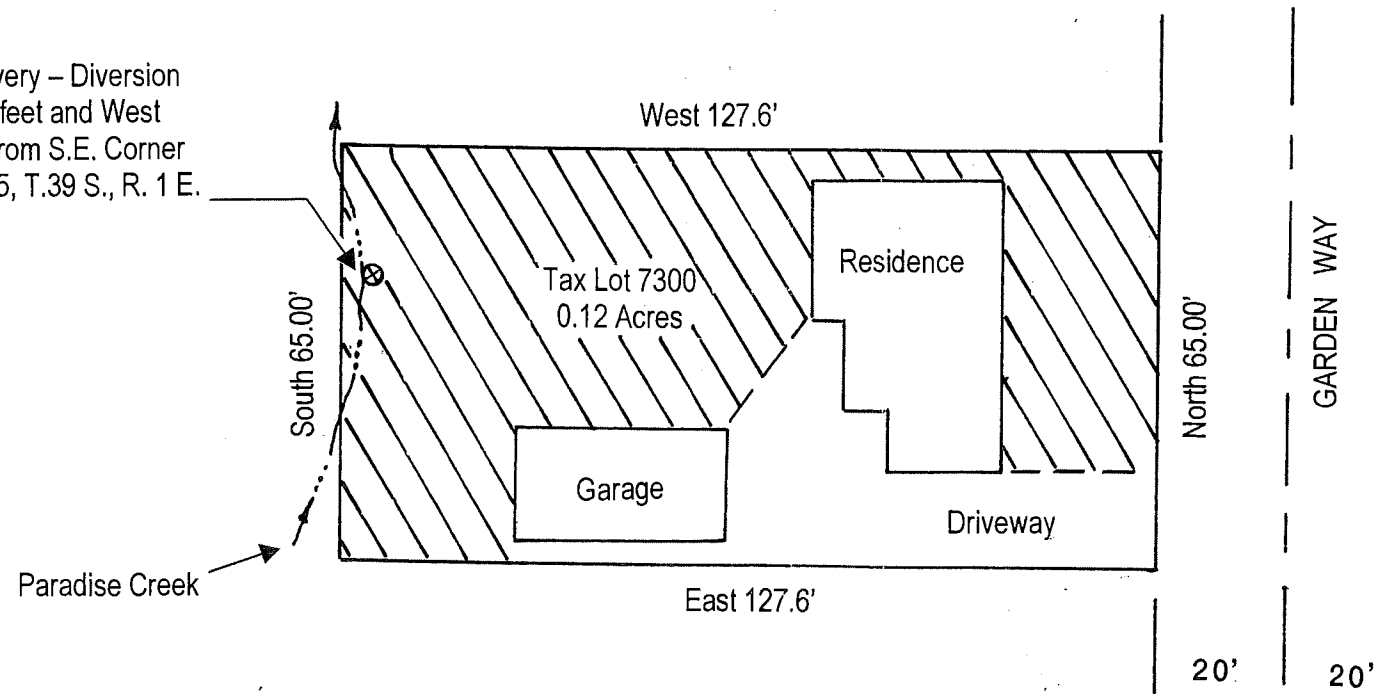 very – Diversion
feet and West
rom S.E. Corner
5, T.39 S., R. 1 E.
West 127.6'
Residence
Tax Lot 7300
0.12 Acres
South 65.00'
North 65.00'
GARDEN WAY
Garage
Driveway
Paradise Creek
East 127.6'
20'
20'